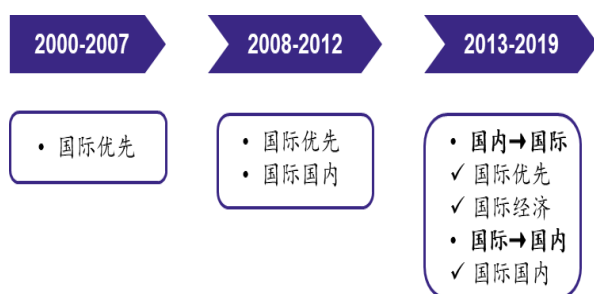 2000-2007
2008-2012
2013-2019
• 国际优先
• 国际优先
• 国际国内
• 国内→国际
✓ 国际优先
✓ 国际经济
• 国际→国内
✓ 国际国内